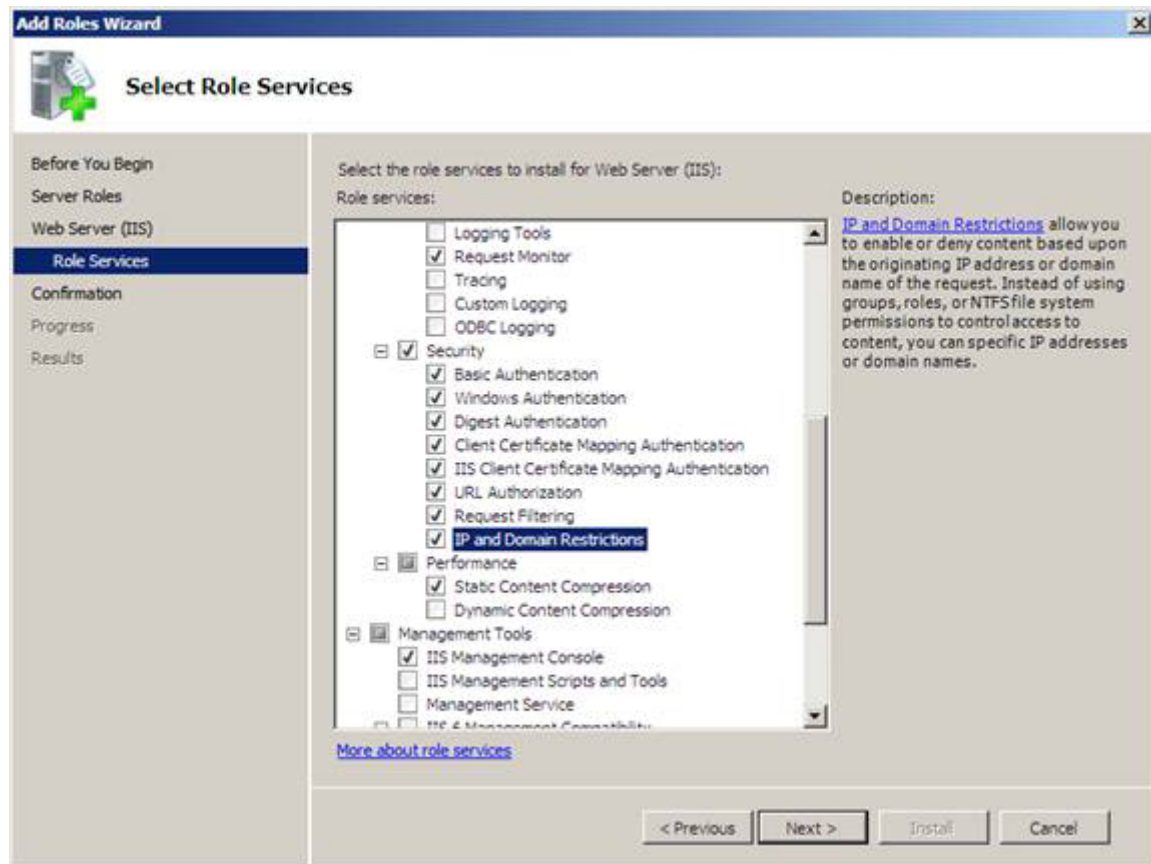 Add Roles Wizard
Select Role Services
Before You Begin
Server Roles
Web Server (IIS)
Role Services
Confirmation
Progress
Results
Select the role services to install for Web Server (IIS):
Role services:
Logging Tools
Request Monitor
Tracing
Custom Logging
ODBC Logging
Security
Basic Authentication
Windows Authentication
Digest Authentication
Client Certificate Mapping Authentication
IIS Client Certificate Mapping Authentication
URL Authorization
Request Filtering
IP and Domain Restrictions
Performance
Static Content Compression
Dynamic Content Compression
Management Tools
IIS Management Console
IIS Management Scripts and Tools
Management Service
IIS 6 Management Compatibility
More about role services
Description:
IP and Domain Restrictions allow you
to enable or deny content based upon
the originating IP address or domain
name of the request. Instead of using
groups, roles, or NTFS file system
permissions to control access to
content, you can specific IP addresses
or domain names.
< Previous
Next >
Install
Cancel